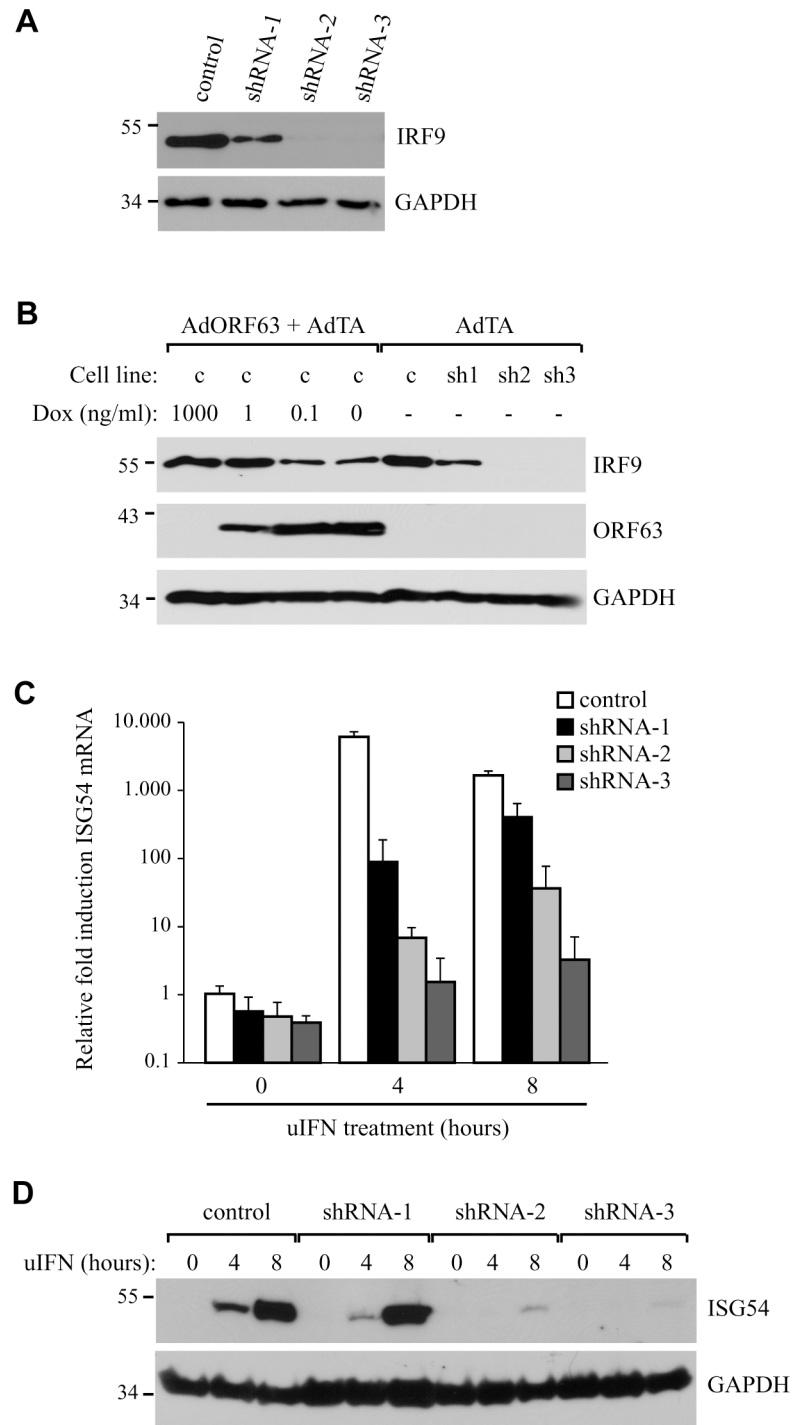 A
control
shRNA-1
shRNA-2
shRNA-3
55
IRF9
34
GAPDH
B
AdORF63 + AdTA
AdTA
Cell line: c c c c c sh1 sh2 sh3
Dox (ng/ml): 1000 1 0.1 0 - - - -
55
IRF9
43
ORF63
34
GAPDH
C
Relative fold induction ISG54 mRNA
control
shRNA-1
shRNA-2
shRNA-3
10.000
1.000
100
10
1
0.1
0 4 8
uIFN treatment (hours)
D
control shRNA-1 shRNA-2 shRNA-3
uIFN (hours): 0 4 8 0 4 8 0 4 8 0 4 8
55
ISG54
34
GAPDH